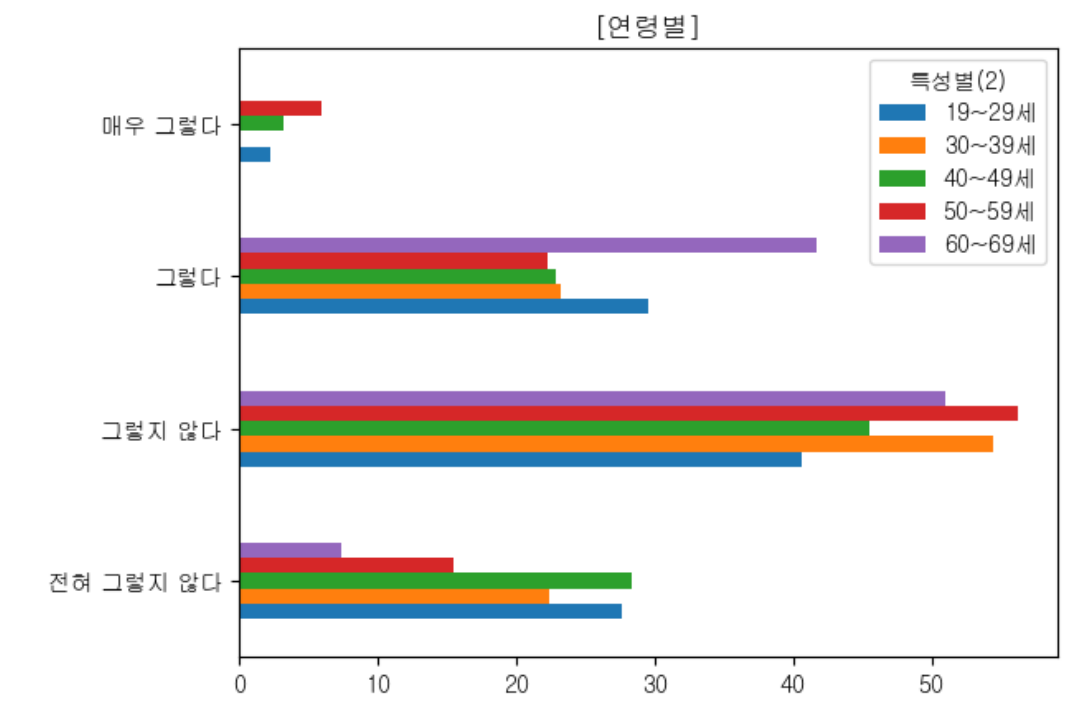 [연령별]
특성별(2)
19~29세
30~39세
40~49세
50~59세
60~69세
매우 그렇다
그렇다
그렇지 않다
전혀 그렇지 않다
0 10 20 30 40 50